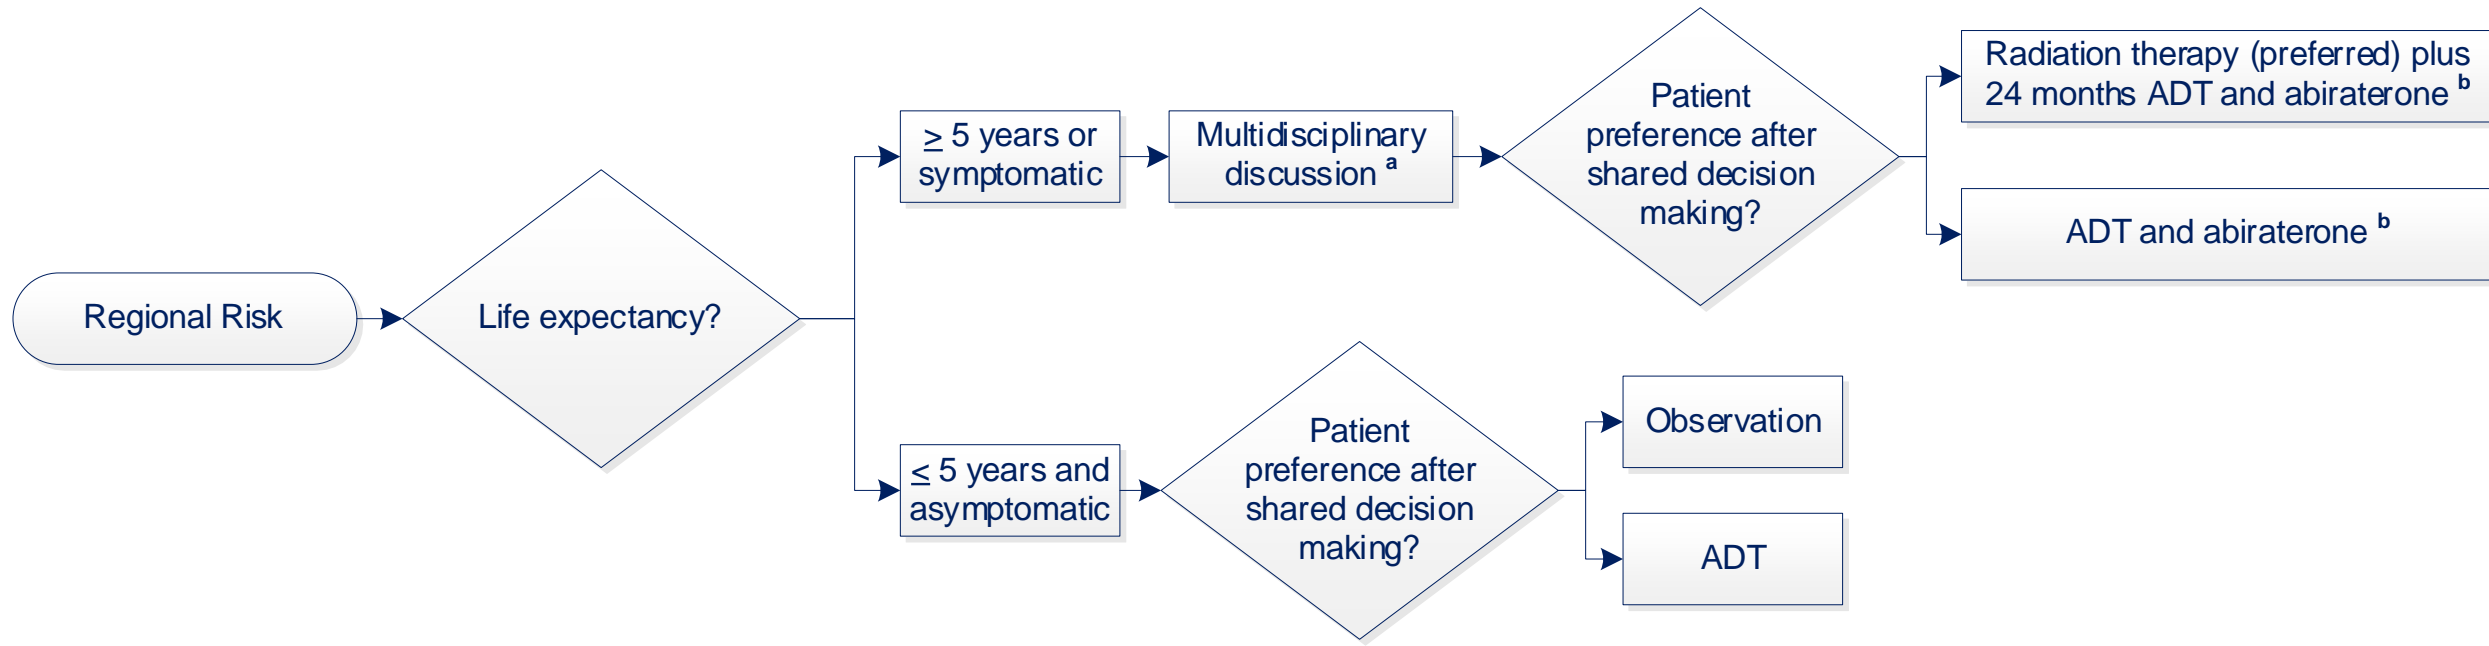 Regional Risk
Life expectancy?
≥ 5 years or
symptomatic
Multidisciplinary
discussion a
Patient
preference after
shared decision
making?
Radiation therapy (preferred) plus
24 months ADT and abiraterone b
ADT and abiraterone b
≤ 5 years and
asymptomatic
Patient
preference after
shared decision
making?
Observation
ADT